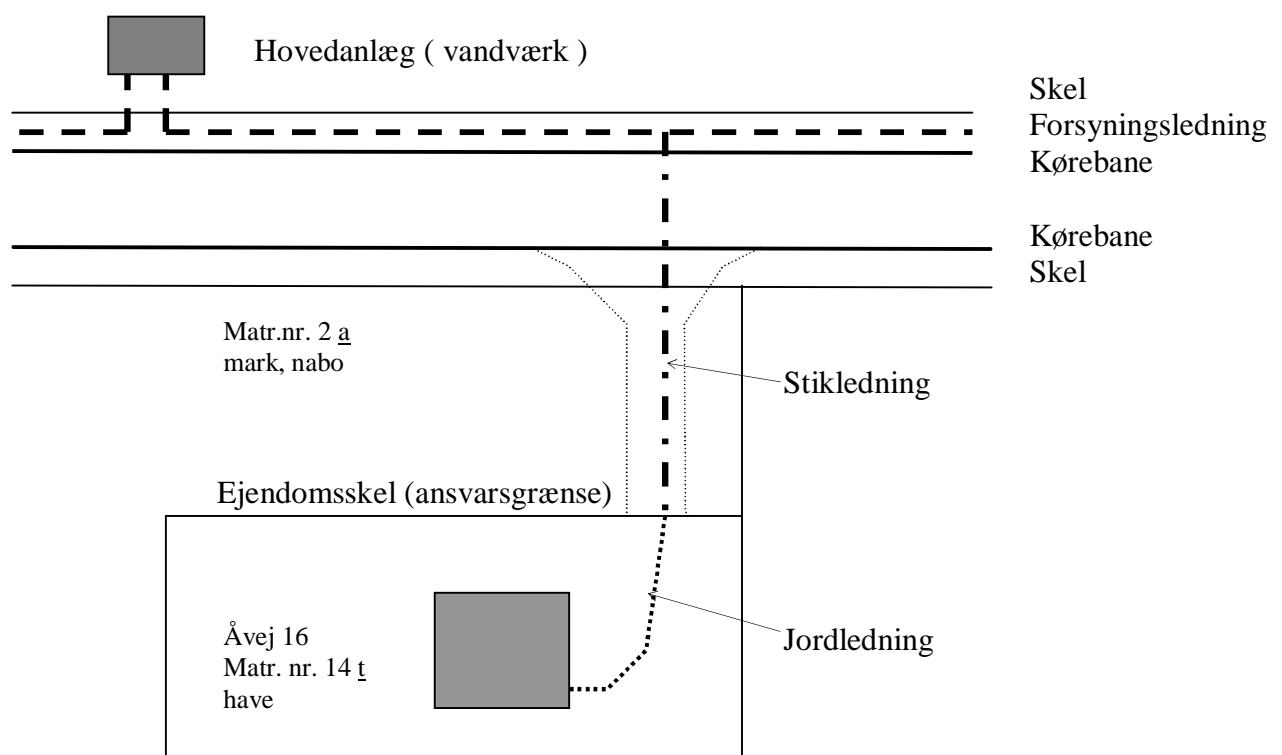 Hovedanlæg ( vandværk )
Skel
Forsyningsledning
Kørebane
Kørebane
Skel
Matr.nr. 2 a
mark, nabo
Stikledning
Ejendomsskel (ansvarsgrænse)
Åvej 16
Matr. nr. 14 t
have
Jordledning